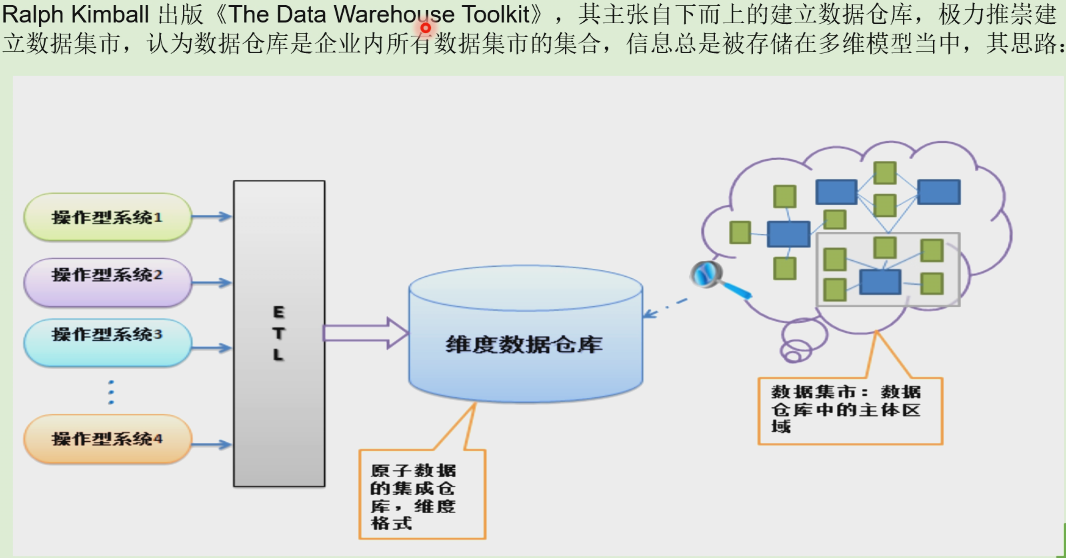 Ralph Kimball 出版《The Data Warehouse Toolkit》，其主张自下而上的建立数据仓库，极力推崇建
立数据集市，认为数据仓库是企业内所有数据集市的集合，信息总是被存储在多维模型当中，其思路：
操作型系统1
操作型系统2
操作型系统3
操作型系统4
E
T
L
维度数据仓库
原子数据
的集成仓
库，维度
格式
数据集市：数据
仓库中的主体区
域